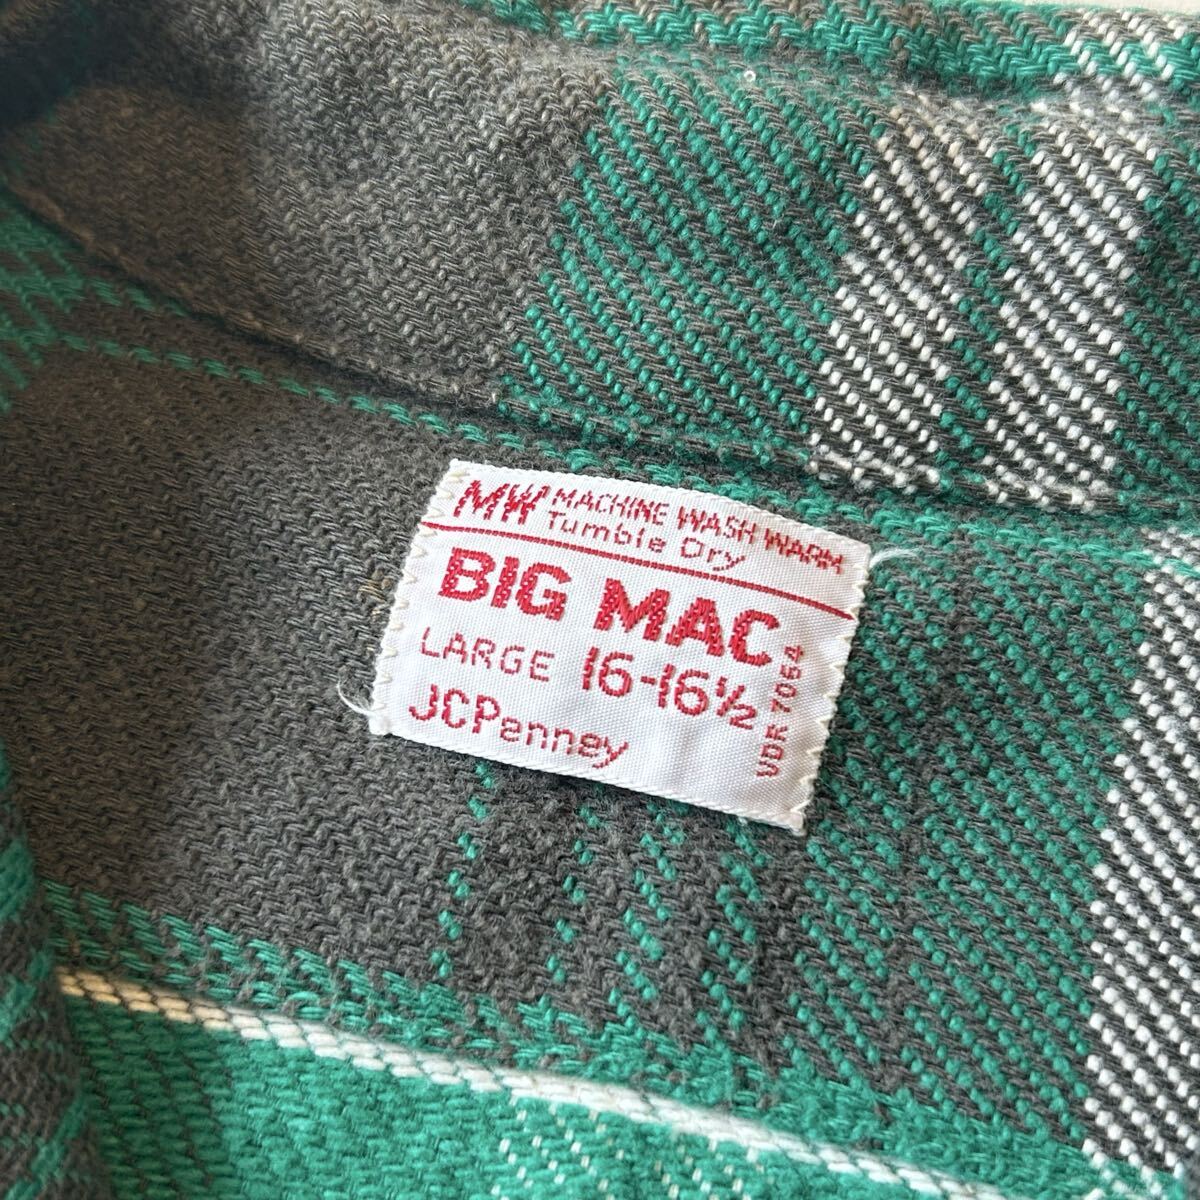 MW MACHINE WASH WARM
Tumble Dry
BIG MAC
LARGE 16-16½
JCPenney
VDR 7064